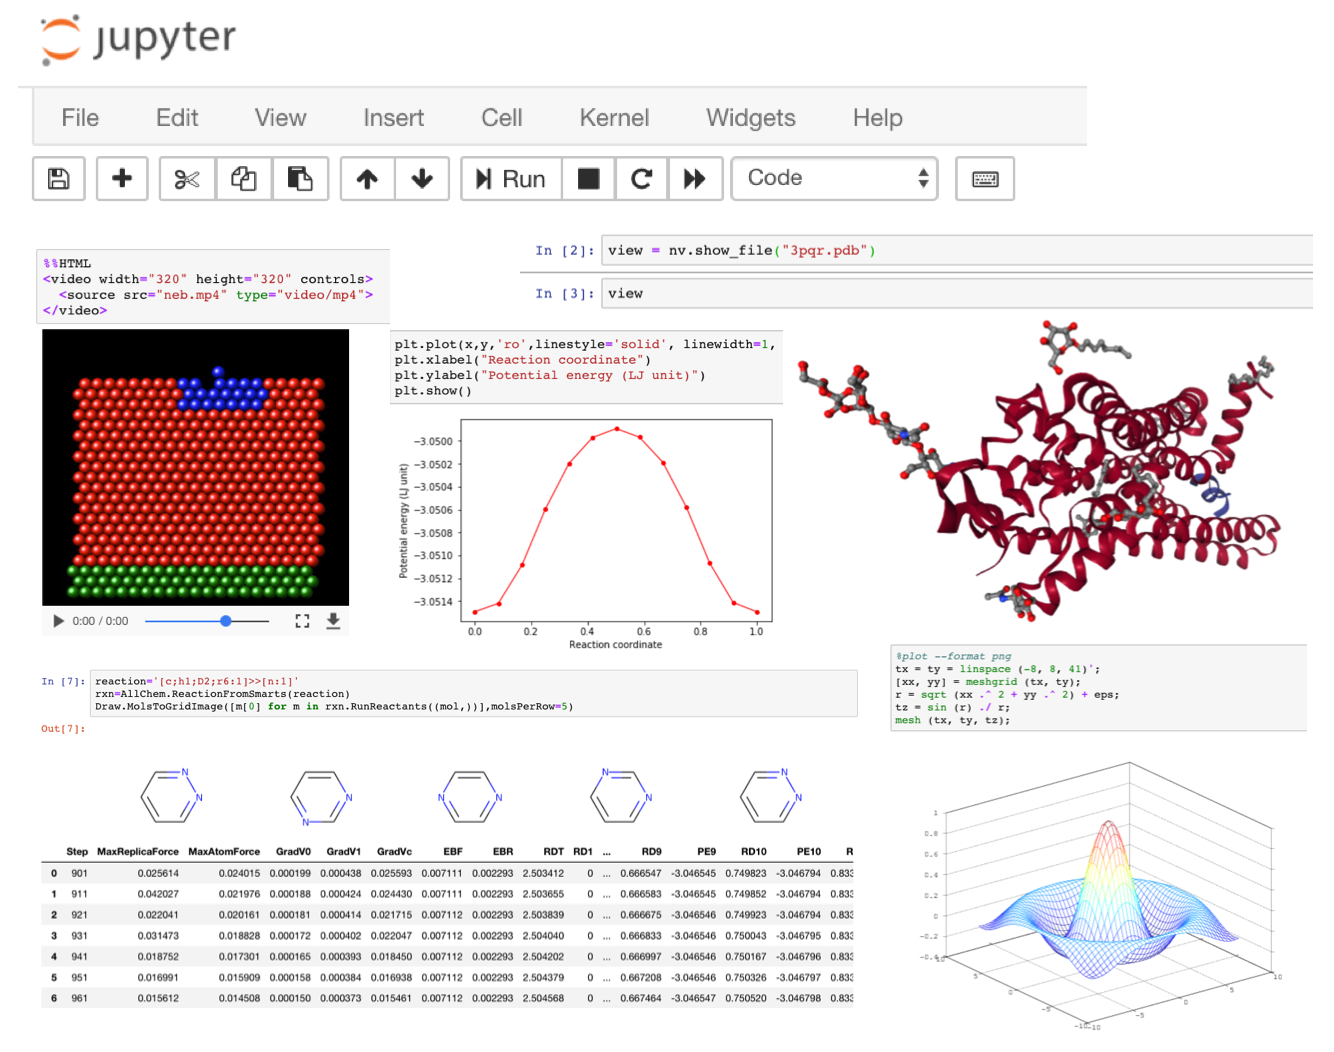 jupyter
File Edit View Insert Cell Kernel Widgets Help
Run Code
In [2]: view = nv.show_file("3pqr.pdb")
In [3]: view
%%HTML
<video width="320" height="320" controls>
<source src="neb.mp4" type="video/mp4">
</video>
0:00 / 0:00
plt.plot(x,y,'ro',linestyle='solid', linewidth=1,
plt.xlabel("Reaction coordinate")
plt.ylabel("Potential energy (LJ unit)")
plt.show()
Potential energy (LJ unit)
−3.0500
−3.0502
−3.0504
−3.0506
−3.0508
−3.0510
−3.0512
−3.0514
0.0 0.2 0.4 0.6 0.8 1.0
Reaction coordinate
In [7]: reaction='[c;h1;D2;r6:1]>>[n:1]'
rxn=AllChem.ReactionFromSmarts(reaction)
Draw.MolsToGridImage([m[0] for m in rxn.RunReactants((mol,))],molsPerRow=5)
Out[7]:
N N
N N
N N
N N
N N
Step MaxReplicaForce MaxAtomForce GradV0 GradV1 GradVc EBF EBR RDT RD1 ... RD9 PE9 RD10 PE10 R
0 901 0.025614 0.024015 0.000199 0.000438 0.025593 0.007111 0.002293 2.503412 0 ... 0.666547 -3.046545 0.749823 -3.046794 0.833
1 911 0.042027 0.021976 0.000188 0.000424 0.024430 0.007111 0.002293 2.503655 0 ... 0.666583 -3.046545 0.749852 -3.046794 0.833
2 921 0.022041 0.020161 0.000181 0.000414 0.021715 0.007112 0.002293 2.503839 0 ... 0.666675 -3.046545 0.749923 -3.046794 0.833
3 931 0.031473 0.018828 0.000172 0.000402 0.022047 0.007112 0.002293 2.504040 0 ... 0.666833 -3.046546 0.750043 -3.046795 0.833
4 941 0.018752 0.017301 0.000165 0.000393 0.018450 0.007112 0.002293 2.504202 0 ... 0.666997 -3.046546 0.750167 -3.046796 0.833
5 951 0.016991 0.015909 0.000158 0.000384 0.016938 0.007112 0.002293 2.504379 0 ... 0.667208 -3.046546 0.750326 -3.046797 0.833
6 961 0.015612 0.014508 0.000150 0.000373 0.015461 0.007112 0.002293 2.504568 0 ... 0.667464 -3.046547 0.750520 -3.046798 0.833
%plot --format png
tx = ty = linspace (-8, 8, 41)';
[xx, yy] = meshgrid (tx, ty);
r = sqrt (xx .^ 2 + yy .^ 2) + eps;
tz = sin (r) ./ r;
mesh (tx, ty, tz);
1
0.8
0.6
0.4
0.2
0
-0.2
-0.4
10
5
0
-5
-10
-10
-5
0
5
10